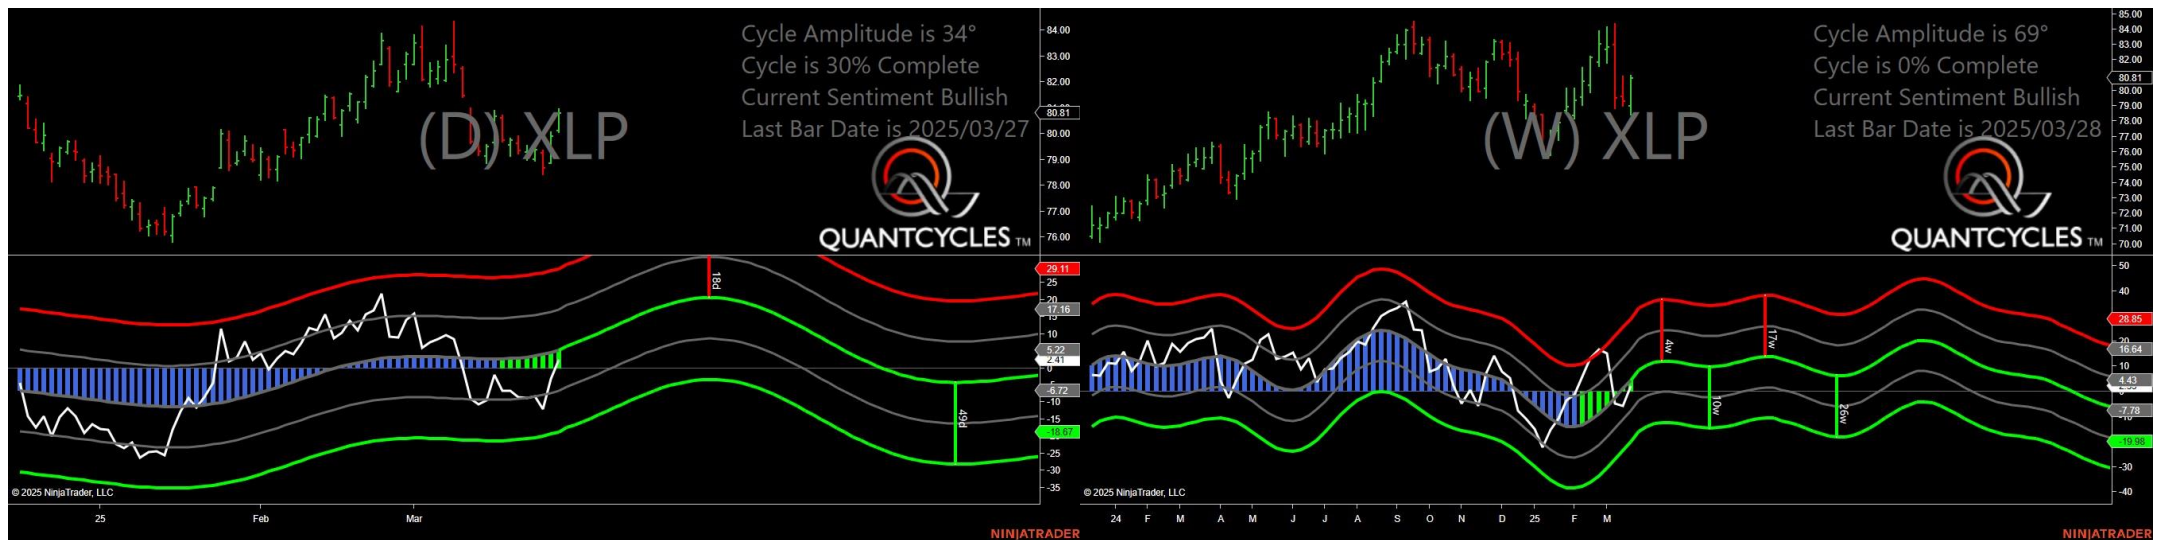 Cycle Amplitude is 34°
Cycle is 30% Complete
Current Sentiment Bullish
Last Bar Date is 2025/03/27
(D) XLP
QUANTCYCLES TM
84.00
83.00
82.00
80.81
80.00
79.00
78.00
77.00
76.00
29.11
25
20
17.16
15
10
5.22
2.41
0
-6.72
-10
-15
-18.67
-25
-30
-35
18d
49d
© 2025 NinjaTrader, LLC
25 Feb Mar
NINJATRADER
Cycle Amplitude is 69°
Cycle is 0% Complete
Current Sentiment Bullish
Last Bar Date is 2025/03/28
(W) XLP
QUANTCYCLES TM
85.00
84.00
83.00
82.00
80.81
80.00
79.00
78.00
77.00
76.00
75.00
74.00
73.00
72.00
71.00
70.00
50
40
28.85
20
16.64
10
4.43
-7.78
-19.98
-30
-40
4w
17w
10w
26w
© 2025 NinjaTrader, LLC
24 F M A M J J A S O N D 25 F M
NINJATRADER